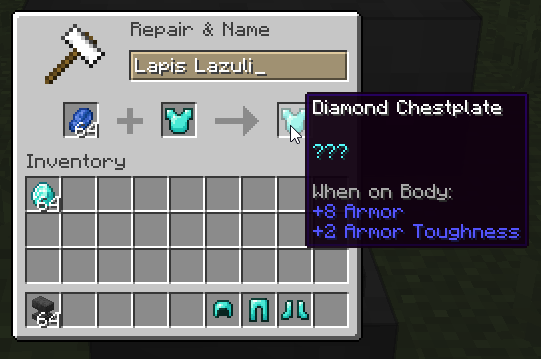 Repair & Name
Lapis Lazuli_
64
Diamond Chestplate
???
When on Body:
+8 Armor
+2 Armor Toughness
Inventory
64
64